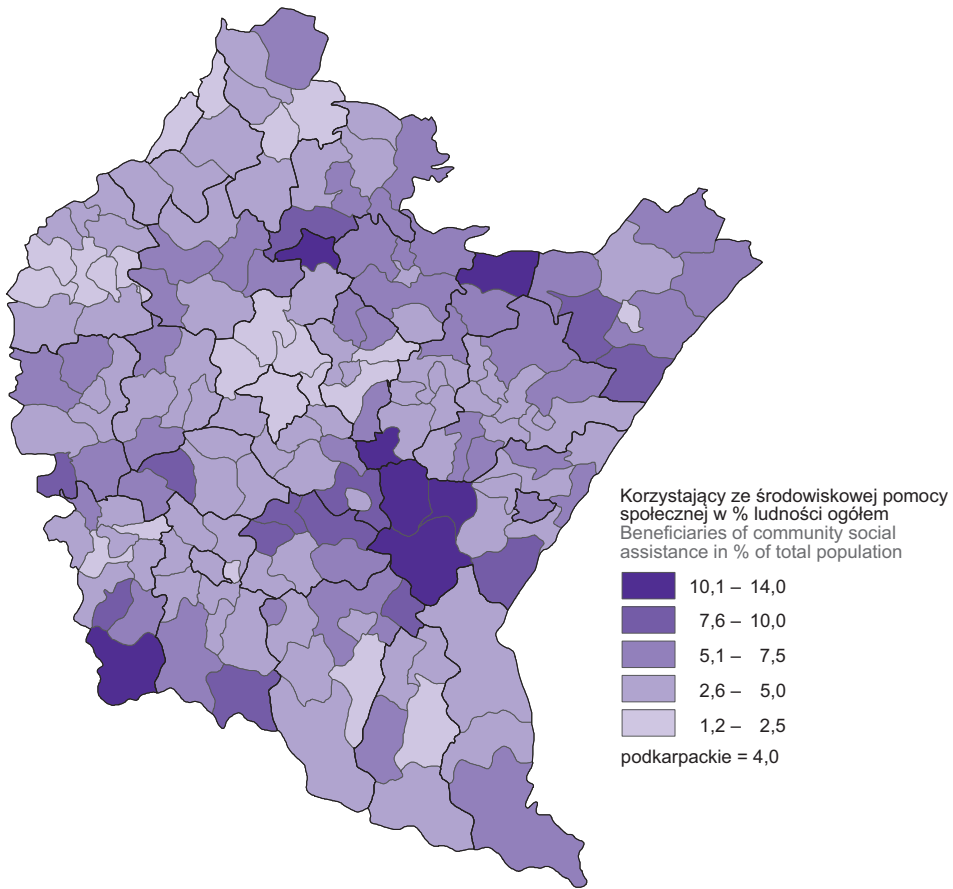 Korzystający ze środowiskowej pomocy
społecznej w % ludności ogółem
Beneficiaries of community social
assistance in % of total population
10,1 – 14,0
7,6 – 10,0
5,1 – 7,5
2,6 – 5,0
1,2 – 2,5
podkarpackie = 4,0